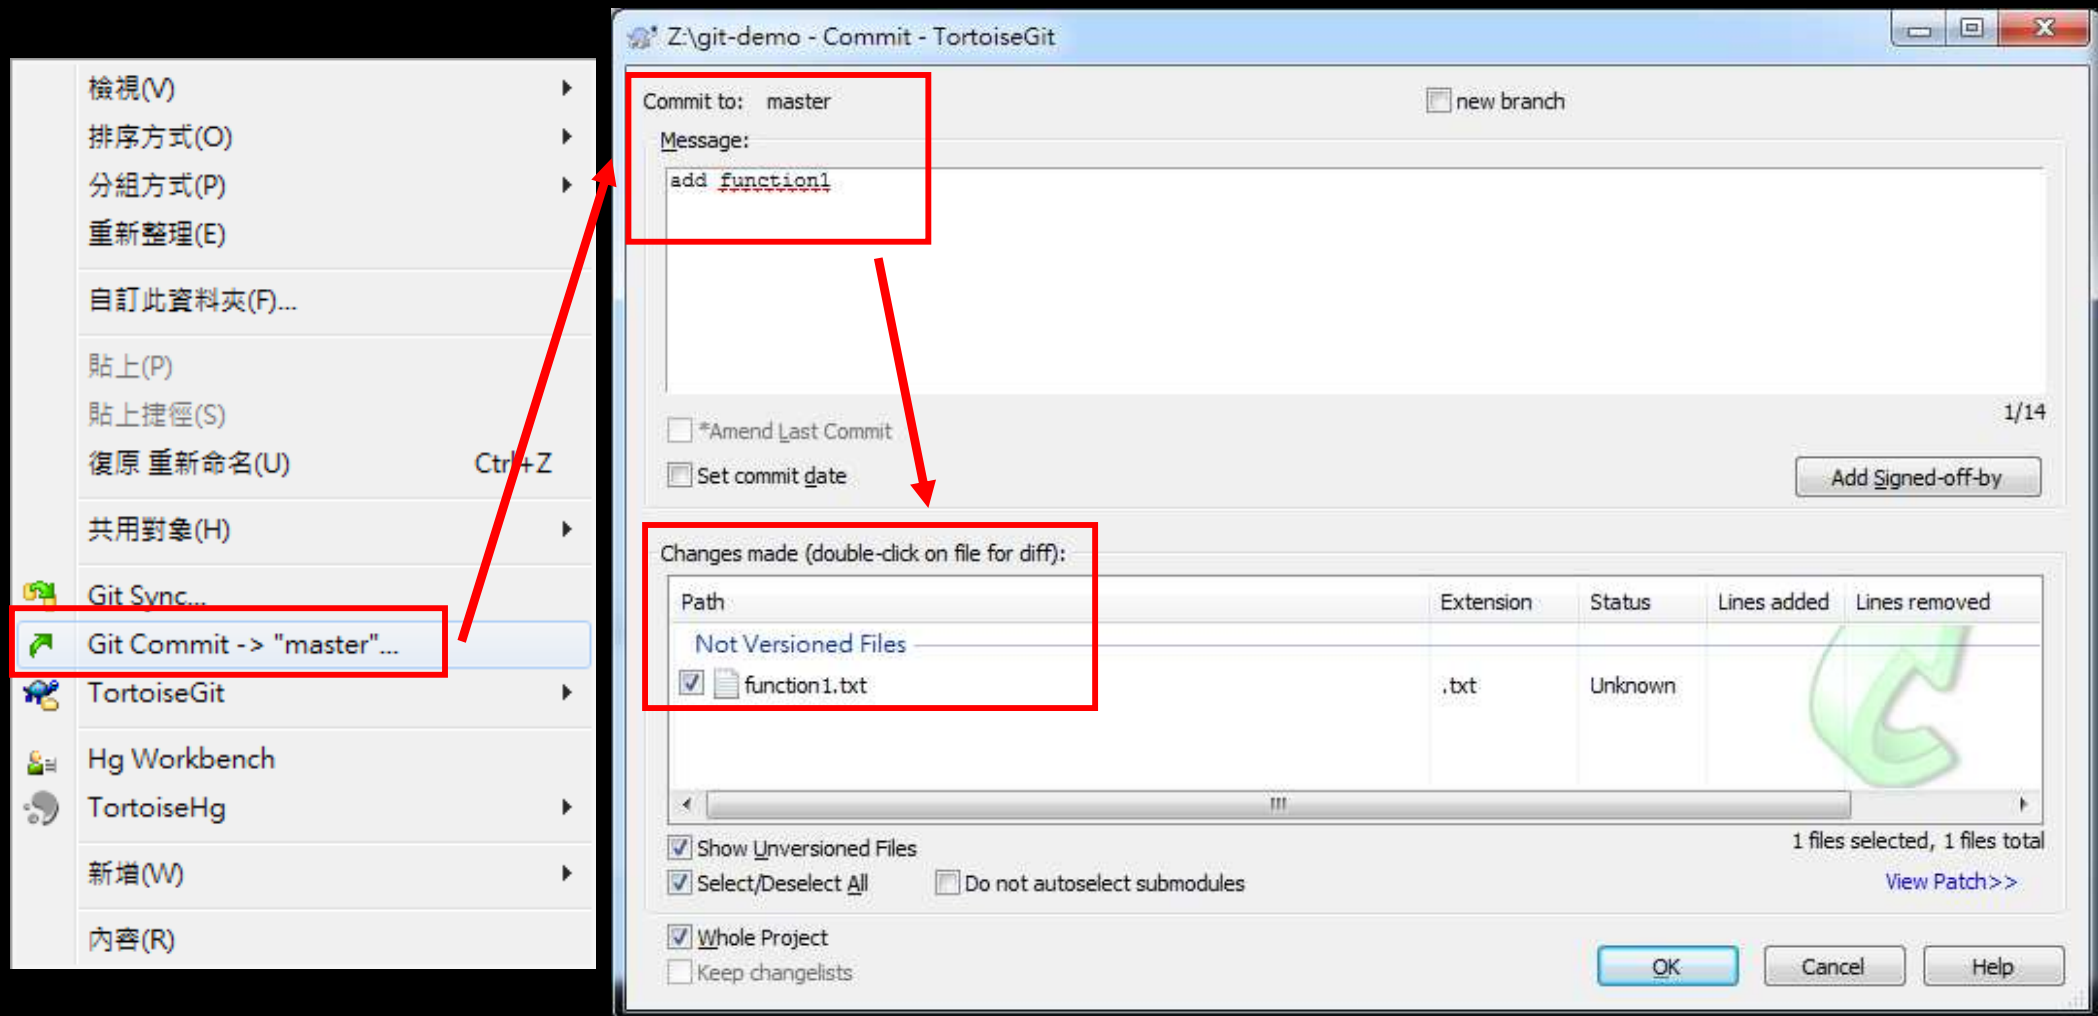 檢視(V)
排序方式(O)
分組方式(P)
重新整理(E)
自訂此資料夾(F)...
貼上(P)
貼上捷徑(S)
復原 重新命名(U) Ctrl+Z
共用對象(H)
Git Sync...
Git Commit -> "master"...
TortoiseGit
Hg Workbench
TortoiseHg
新增(W)
內容(R)
Z:\git-demo - Commit - TortoiseGit
Commit to: master
new branch
Message:
add function1
1/14
*Amend Last Commit
Set commit date
Add Signed-off-by
Changes made (double-click on file for diff):
Path Extension Status Lines added Lines removed
Not Versioned Files
function1.txt .txt Unknown
Show Unversioned Files
1 files selected, 1 files total
Select/Deselect All
Do not autoselect submodules
View Patch>>
Whole Project
Keep changelists
OK
Cancel
Help